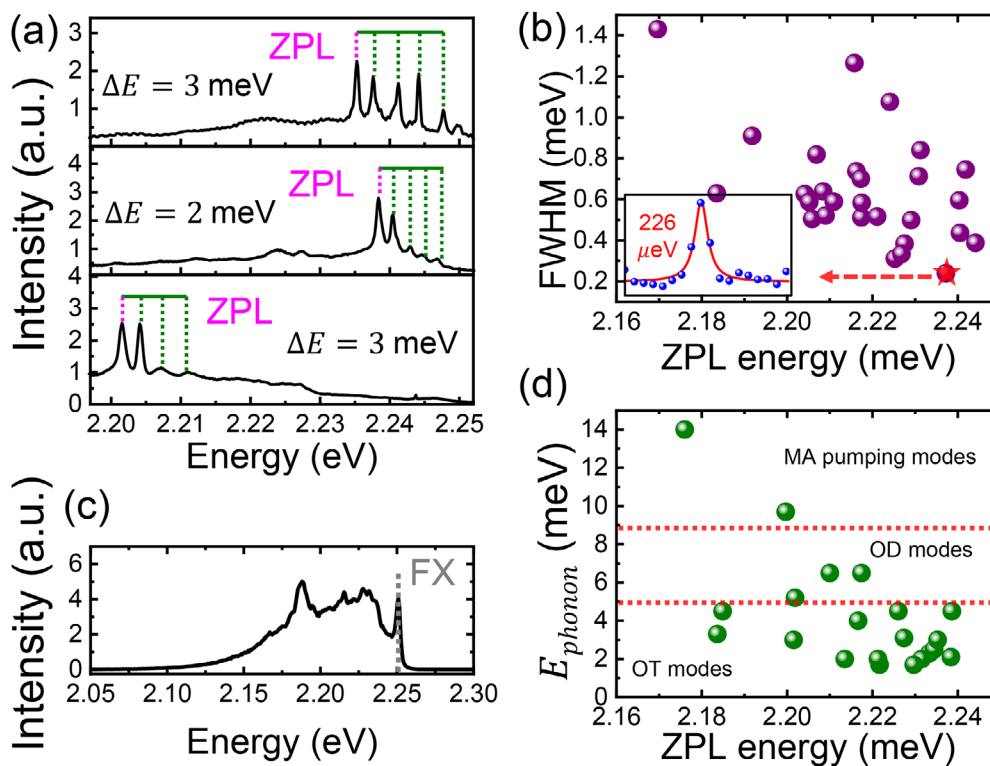 (a)
3
2
1
0
ZPL
ΔE = 3 meV
4
3
2
1
ZPL
ΔE = 2 meV
4
3
2
1
0
ZPL
ΔE = 3 meV
2.20 2.21 2.22 2.23 2.24 2.25
Energy (eV)
Intensity (a.u.)
(b)
1.4
1.2
1.0
0.8
0.6
0.4
0.2
FWHM (meV)
226
μeV
2.16 2.18 2.20 2.22 2.24
ZPL energy (meV)
(c)
6
4
2
0
FX
2.05 2.10 2.15 2.20 2.25 2.30
Energy (eV)
Intensity (a.u.)
(d)
14
12
10
8
6
4
2
0
E_phonon (meV)
MA pumping modes
OD modes
OT modes
2.16 2.18 2.20 2.22 2.24
ZPL energy (meV)